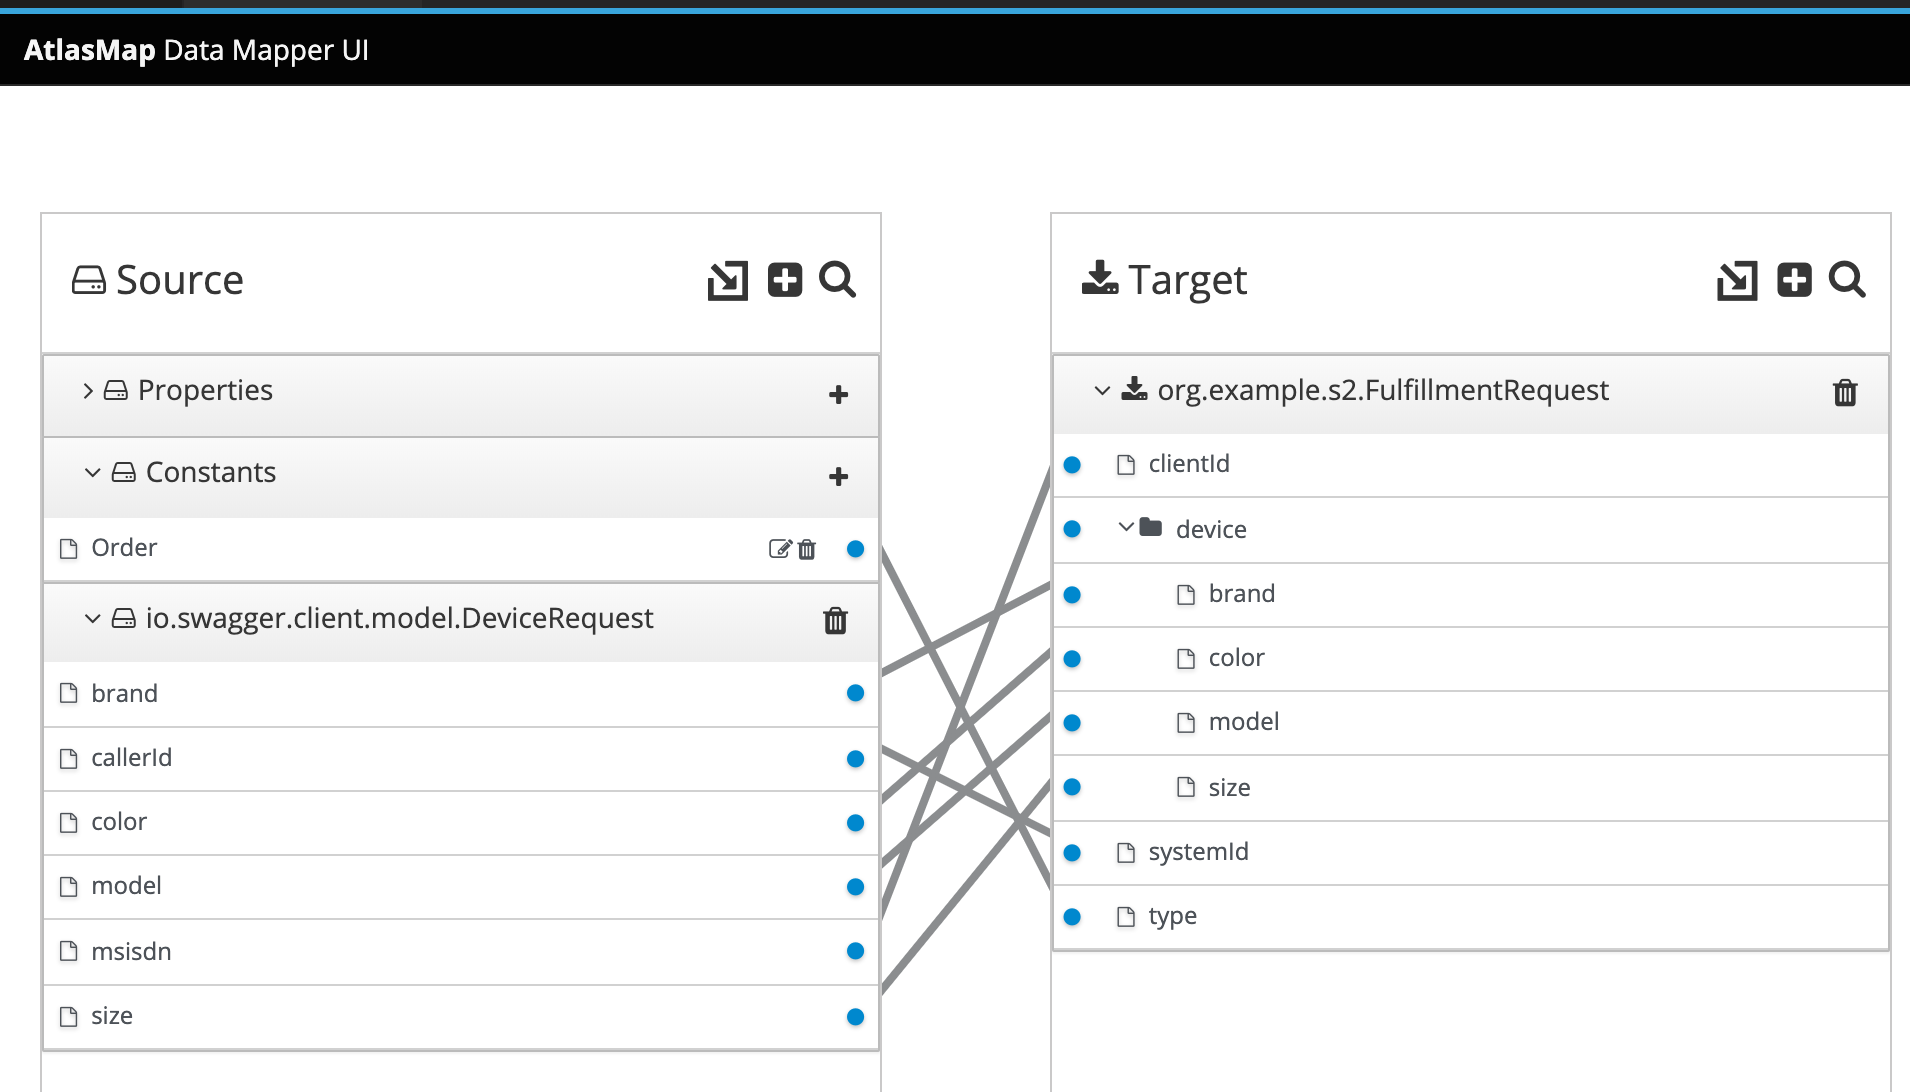 AtlasMap Data Mapper UI
Source
Properties
Constants
Order
io.swagger.client.model.DeviceRequest
brand
callerId
color
model
msisdn
size
Target
org.example.s2.FulfillmentRequest
clientId
device
brand
color
model
size
systemId
type